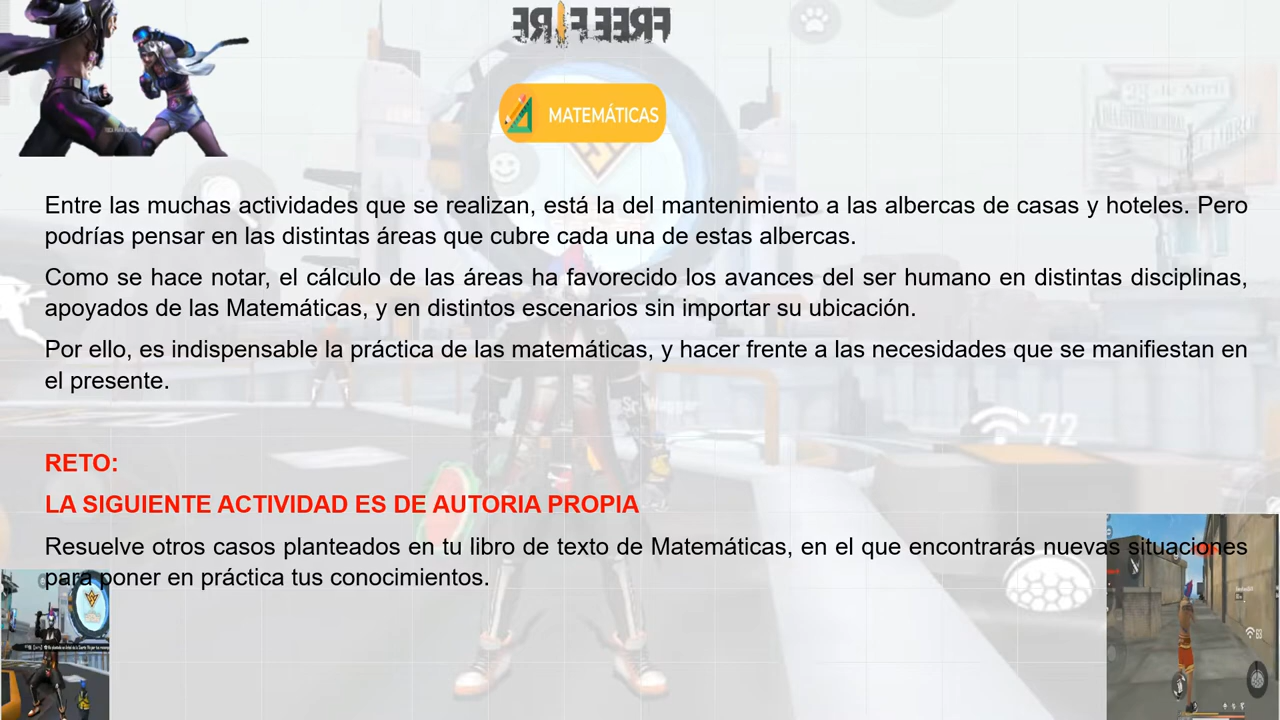 FREE FIRE
MATEMÁTICAS
Entre las muchas actividades que se realizan, está la del mantenimiento a las albercas de casas y hoteles. Pero
podrías pensar en las distintas áreas que cubre cada una de estas albercas.
Como se hace notar, el cálculo de las áreas ha favorecido los avances del ser humano en distintas disciplinas,
apoyados de las Matemáticas, y en distintos escenarios sin importar su ubicación.
Por ello, es indispensable la práctica de las matemáticas, y hacer frente a las necesidades que se manifiestan en
el presente.
72
RETO:
LA SIGUIENTE ACTIVIDAD ES DE AUTORIA PROPIA
Resuelve otros casos planteados en tu libro de texto de Matemáticas, en el que encontrarás nuevas situaciones
para poner en práctica tus conocimientos.